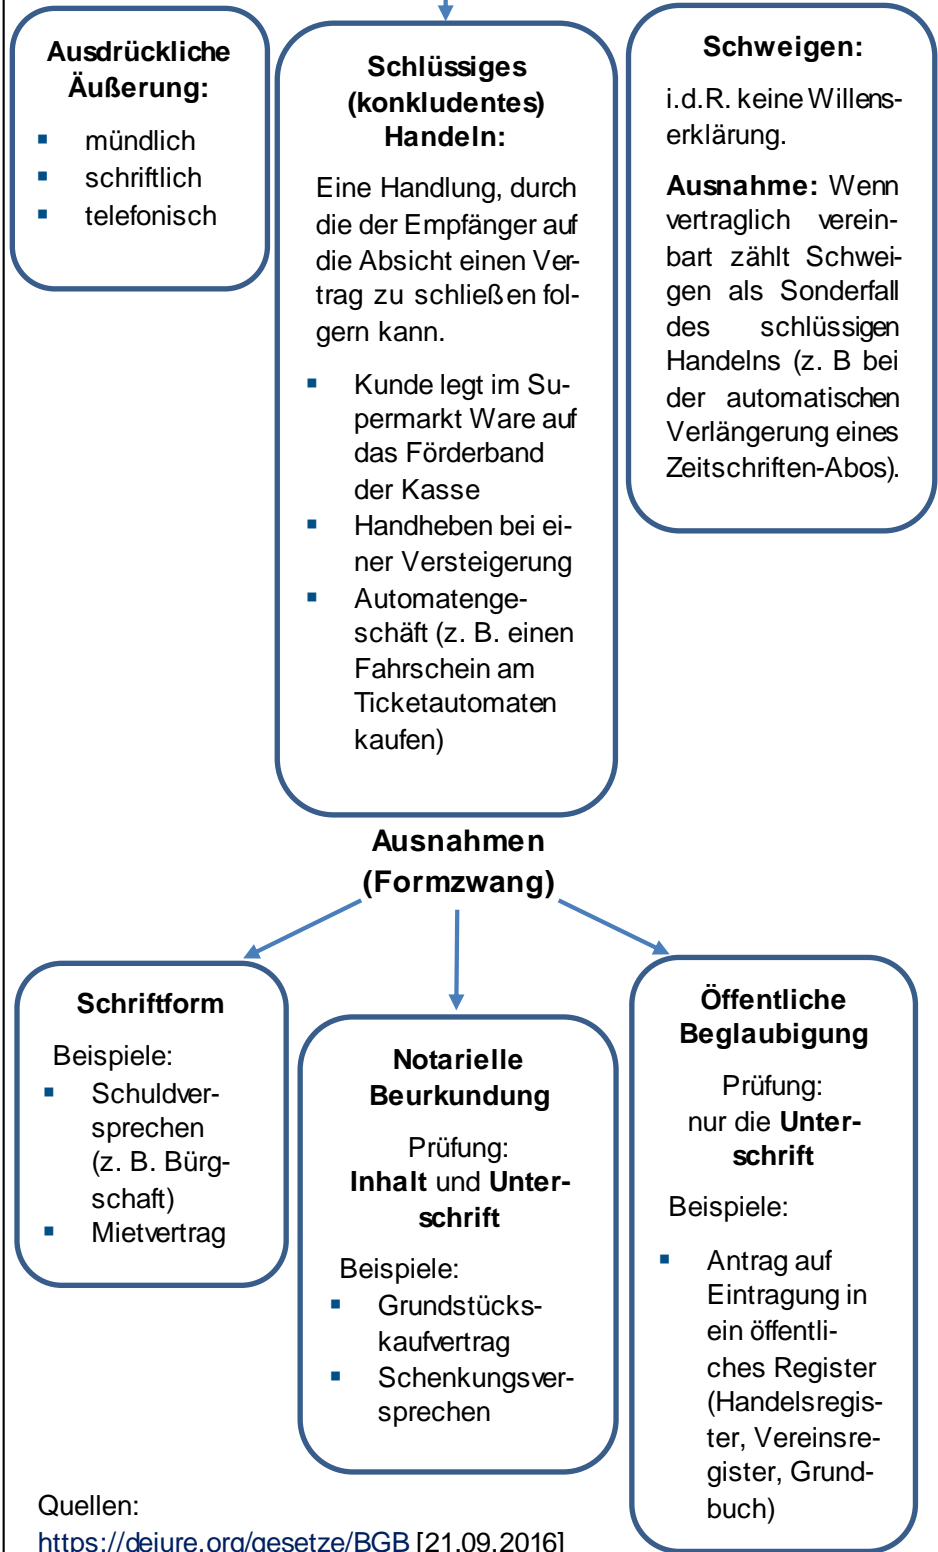 Ausdrückliche
Äußerung:
▪ mündlich
▪ schriftlich
▪ telefonisch
Schlüssiges
(konkludentes)
Handeln:
Eine Handlung, durch
die der Empfänger auf
die Absicht einen Ver-
trag zu schließen fol-
gern kann.
▪ Kunde legt im Su-
permarkt Ware auf
das Förderband
der Kasse
▪ Handheben bei ei-
ner Versteigerung
▪ Automatenge-
schäft (z. B. einen
Fahrschein am
Ticketautomaten
kaufen)
Schweigen:
i.d.R. keine Willens-
erklärung.
Ausnahme: Wenn
vertraglich verein-
bart zählt Schwei-
gen als Sonderfall
des schlüssigen
Handelns (z. B bei
der automatischen
Verlängerung eines
Zeitschriften-Abos).
Ausnahmen
(Formzwang)
Schriftform
Beispiele:
▪ Schuldver-
sprechen
(z. B. Bürg-
schaft)
▪ Mietvertrag
Notarielle
Beurkundung
Prüfung:
Inhalt und Unter-
schrift
Beispiele:
▪ Grundstücks-
kaufvertrag
▪ Schenkungsver-
sprechen
Öffentliche
Beglaubigung
Prüfung:
nur die Unter-
schrift
Beispiele:
▪ Antrag auf
Eintragung in
ein öffentli-
ches Register
(Handelsregis-
ter, Vereinsre-
gister, Grund-
buch)
Quellen:
https://dejure.org/gesetze/BGB [21.09.2016]